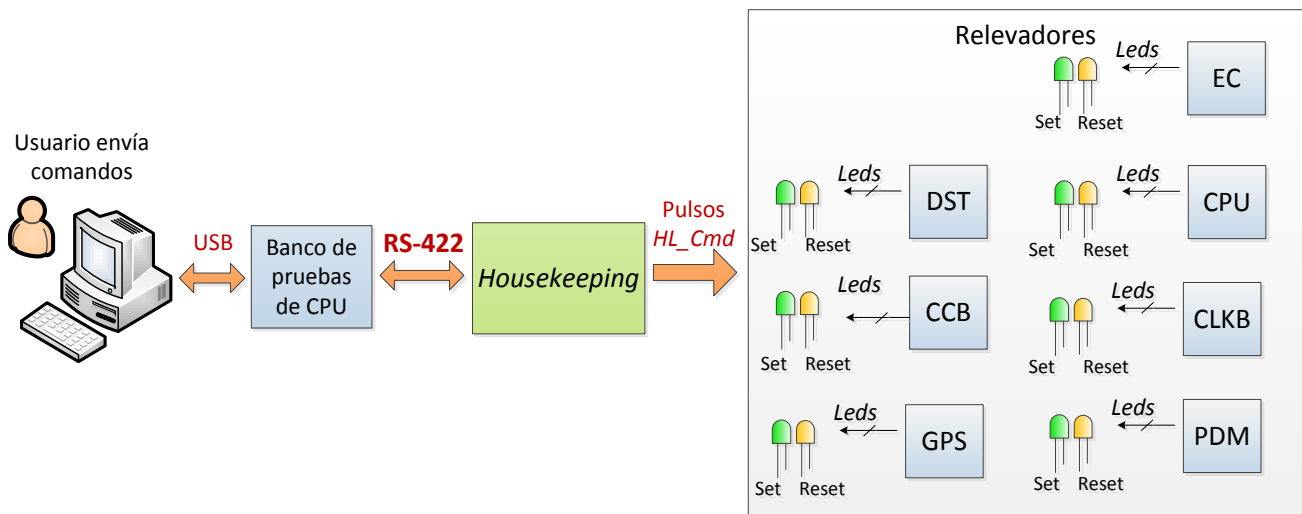 Usuario envía
comandos
USB
Banco de
pruebas
de CPU
RS-422
Housekeeping
Pulsos
HL_Cmd
Relevadores
Leds
EC
Set
Reset
Leds
DST
Set
Reset
Leds
CPU
Set
Reset
Leds
CCB
Set
Reset
Leds
CLKB
Set
Reset
Leds
GPS
Set
Reset
Leds
PDM
Set
Reset